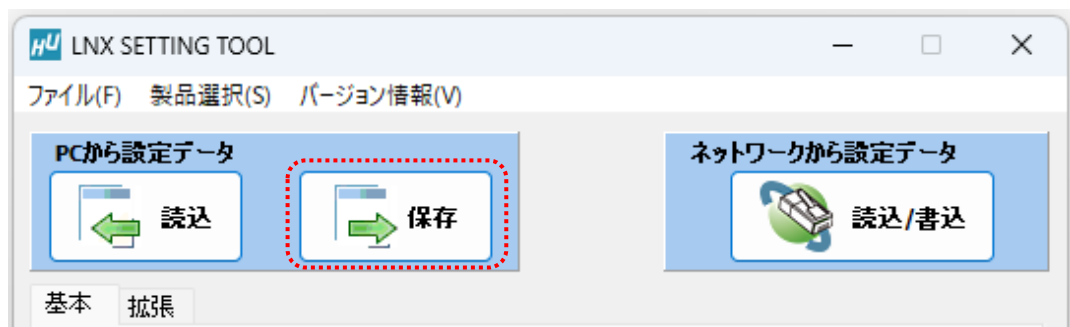 HU LNX SETTING TOOL
ファイル(F) 製品選択(S) バージョン情報(V)
PCから設定データ
読込
保存
ネットワークから設定データ
読込/書込
基本 拡張